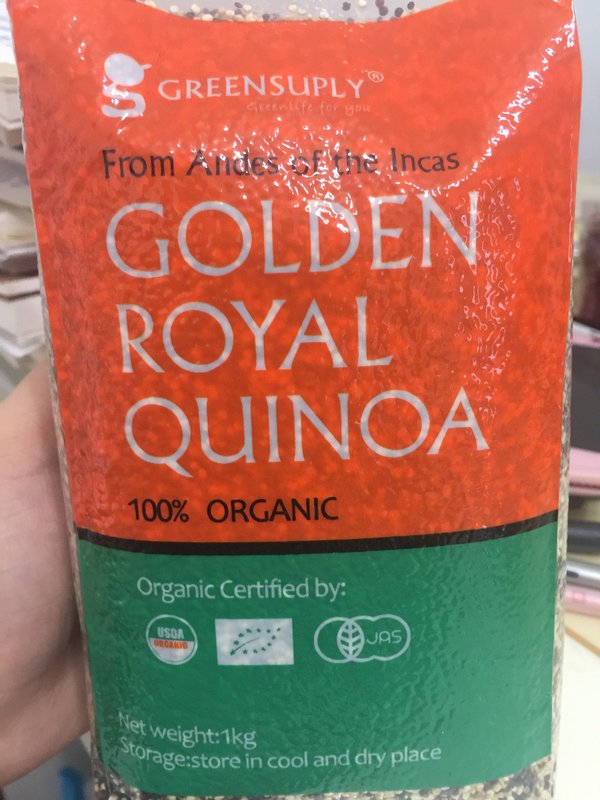 GREENSUPLY®
Greenlife for you
From Andes of the Incas
GOLDEN
ROYAL
QUINOA
100% ORGANIC
Organic Certified by:
USDA
ORGANIC
JAS
Net weight:1kg
Storage:store in cool and dry place